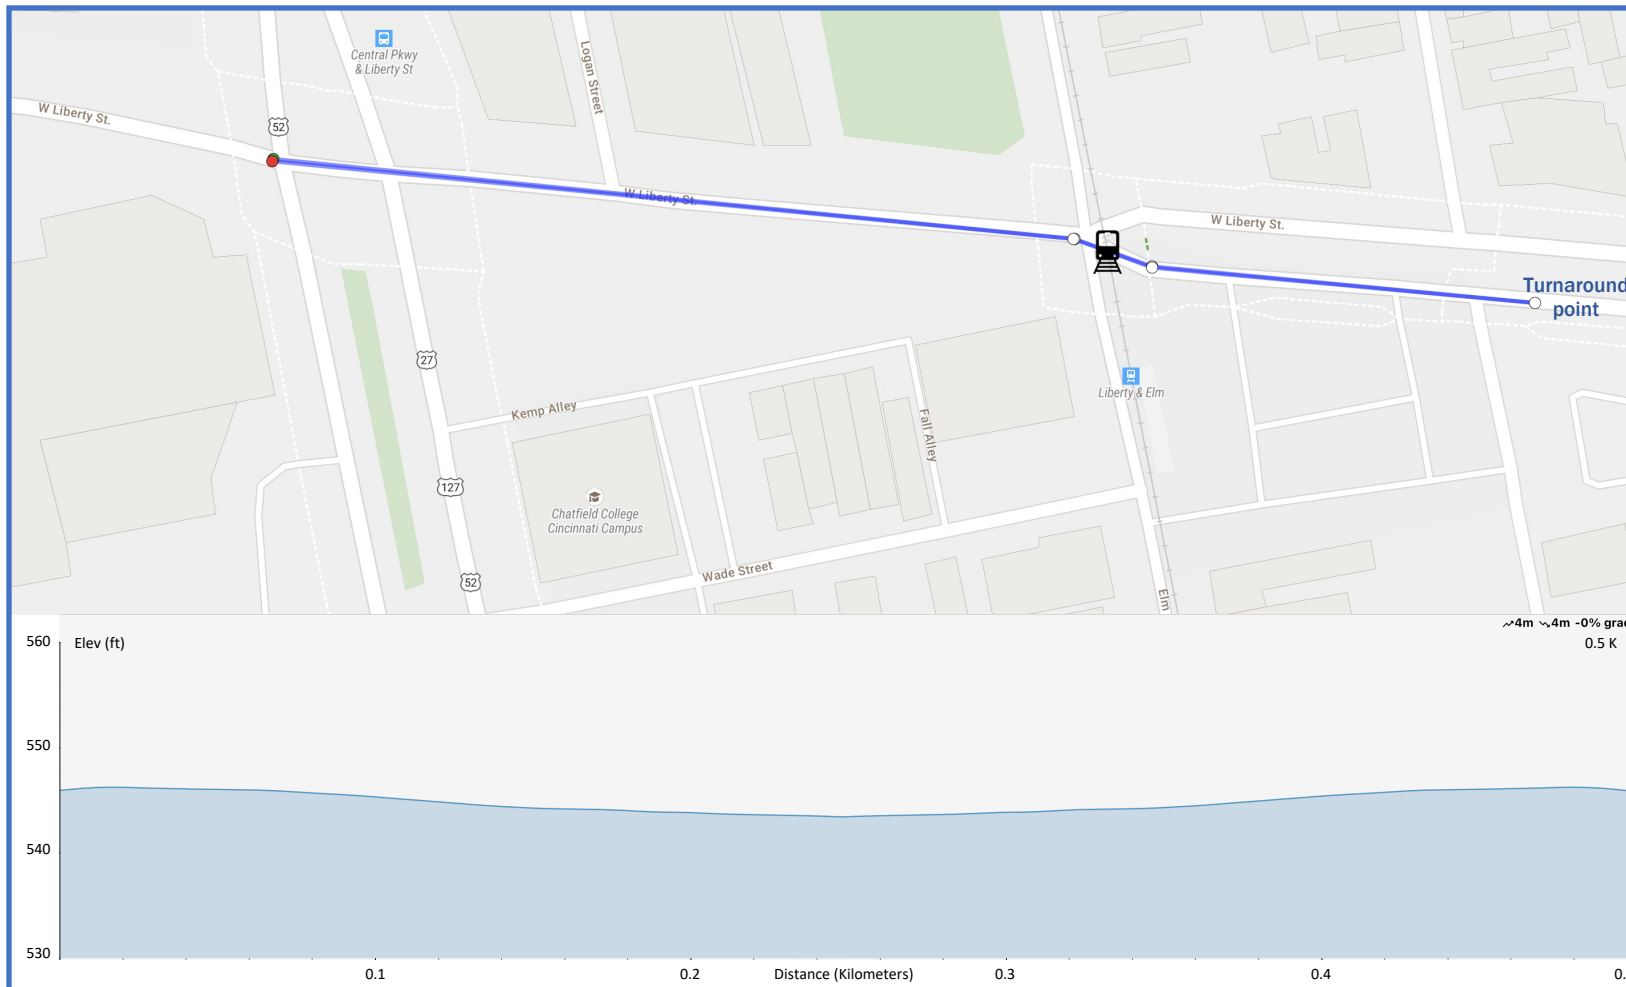 Central Pkwy
& Liberty St
Logan Street
W Liberty St.
52
W Liberty St.
W Liberty St.
Turnaround
point
27
Liberty & Elm
Kemp Alley
Fall Alley
127
Chatfield College
Cincinnati Campus
Wade Street
52
Elm
4m 4m -0% grad
560
Elev (ft)
0.5 K
550
540
530
0.1
0.2
Distance (Kilometers)
0.3
0.4
0.